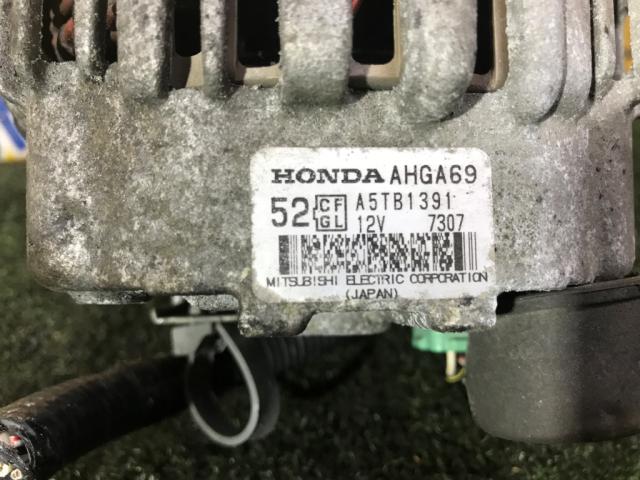 HONDA AHGA69
52 CF GL A5TB1391
12V 7307
MITSUBISHI ELECTRIC CORPORATION
(JAPAN)